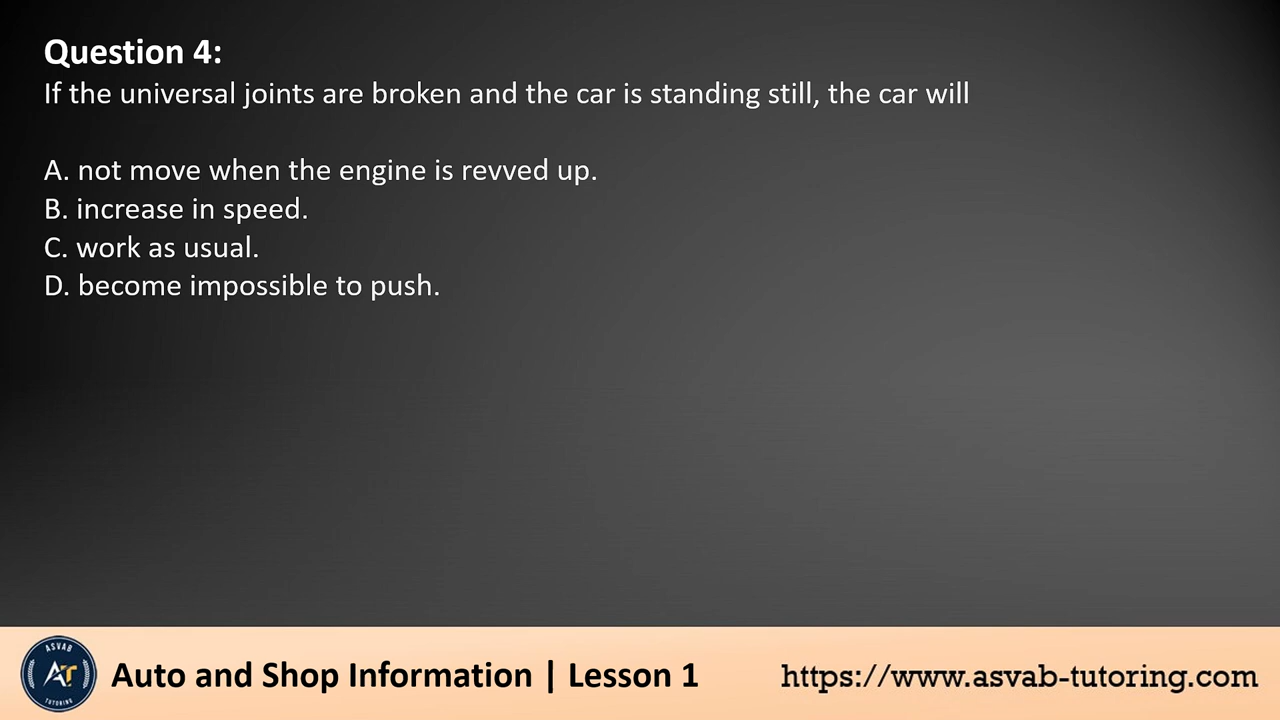 Question 4:
If the universal joints are broken and the car is standing still, the car will
A. not move when the engine is revved up.
B. increase in speed.
C. work as usual.
D. become impossible to push.
ASVAB
AT
TUTORING
Auto and Shop Information | Lesson 1
https://www.asvab-tutoring.com